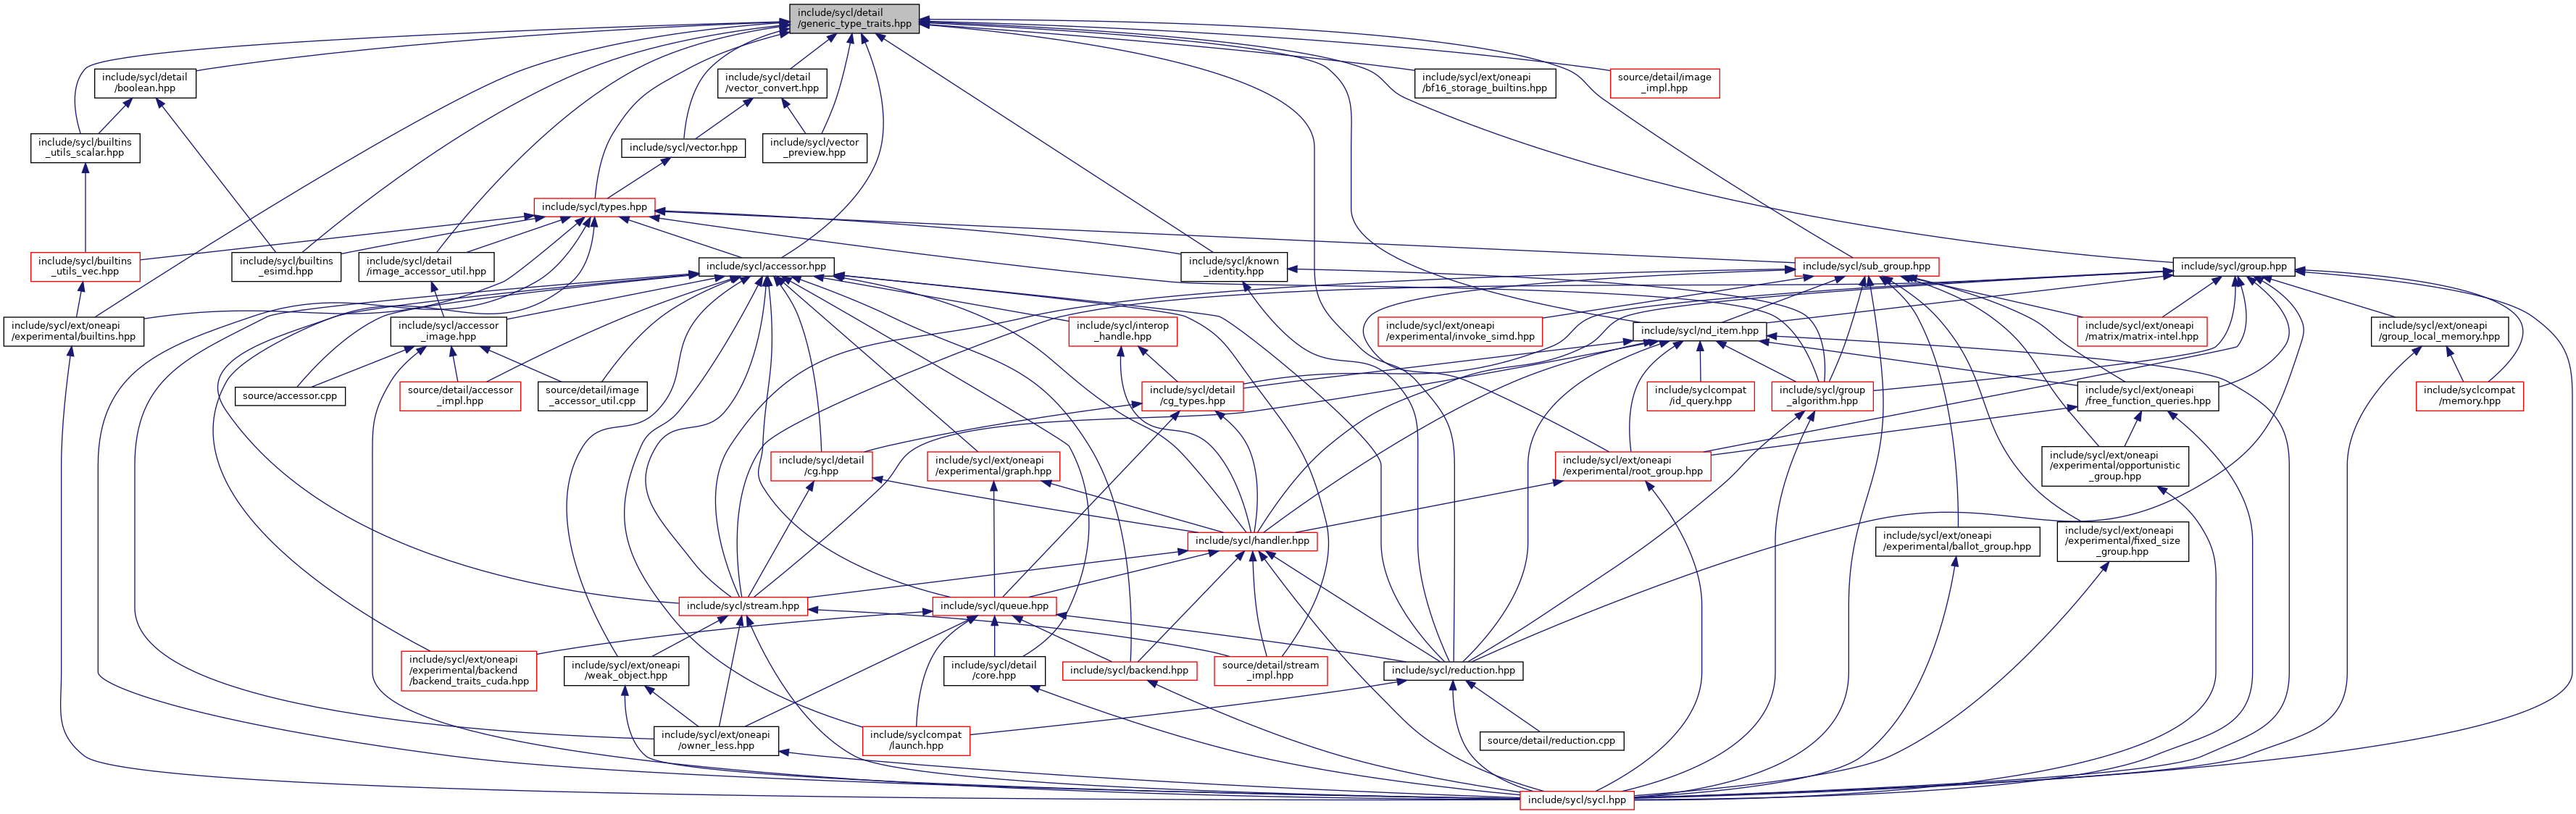 include/sycl/detail
/generic_type_traits.hpp
include/sycl/detail
/boolean.hpp
include/sycl/detail
/vector_convert.hpp
include/sycl/ext/oneapi
/bf16_storage_builtins.hpp
source/detail/image
_impl.hpp
include/sycl/builtins
_utils_scalar.hpp
include/sycl/vector.hpp
include/sycl/vector
_preview.hpp
include/sycl/types.hpp
include/sycl/builtins
_utils_vec.hpp
include/sycl/builtins
_esimd.hpp
include/sycl/detail
/image_accessor_util.hpp
include/sycl/accessor.hpp
include/sycl/known
_identity.hpp
include/sycl/sub_group.hpp
include/sycl/group.hpp
include/sycl/ext/oneapi
/experimental/builtins.hpp
include/sycl/accessor
_image.hpp
include/sycl/interop
_handle.hpp
include/sycl/ext/oneapi
/experimental/invoke_simd.hpp
include/sycl/nd_item.hpp
include/sycl/ext/oneapi
/matrix/matrix-intel.hpp
include/sycl/ext/oneapi
/group_local_memory.hpp
source/accessor.cpp
source/detail/accessor
_impl.hpp
source/detail/image
_accessor_util.cpp
include/sycl/detail
/cg_types.hpp
include/syclcompat
/id_query.hpp
include/sycl/group
_algorithm.hpp
include/sycl/ext/oneapi
/free_function_queries.hpp
include/syclcompat
/memory.hpp
include/sycl/detail
/cg.hpp
include/sycl/ext/oneapi
/experimental/graph.hpp
include/sycl/ext/oneapi
/experimental/root_group.hpp
include/sycl/ext/oneapi
/experimental/opportunistic
_group.hpp
include/sycl/handler.hpp
include/sycl/ext/oneapi
/experimental/ballot_group.hpp
include/sycl/ext/oneapi
/experimental/fixed_size
_group.hpp
include/sycl/stream.hpp
include/sycl/queue.hpp
include/sycl/ext/oneapi
/experimental/backend
/backend_traits_cuda.hpp
include/sycl/ext/oneapi
/weak_object.hpp
include/sycl/detail
/core.hpp
include/sycl/backend.hpp
source/detail/stream
_impl.hpp
include/sycl/reduction.hpp
include/sycl/ext/oneapi
/owner_less.hpp
include/syclcompat
/launch.hpp
source/detail/reduction.cpp
include/sycl/sycl.hpp